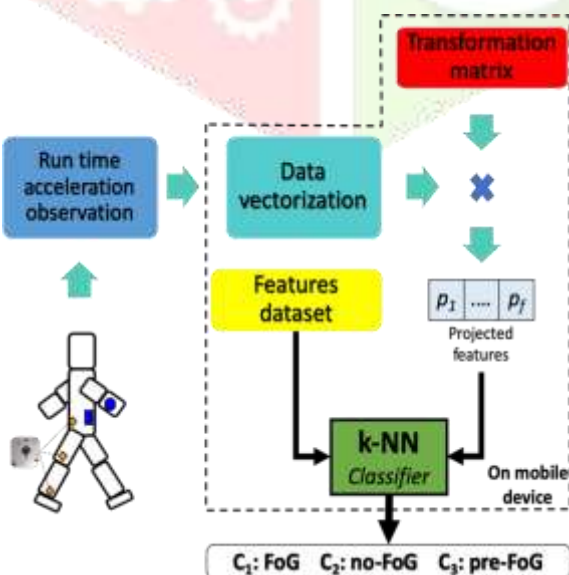 Transformation
matrix
Run time
acceleration
observation
Data
vectorization
Features
dataset
p₁ .... p_f
Projected
features
k-NN
Classifier
On mobile
device
C₁: FoG C₂: no-FoG C₃: pre-FoG